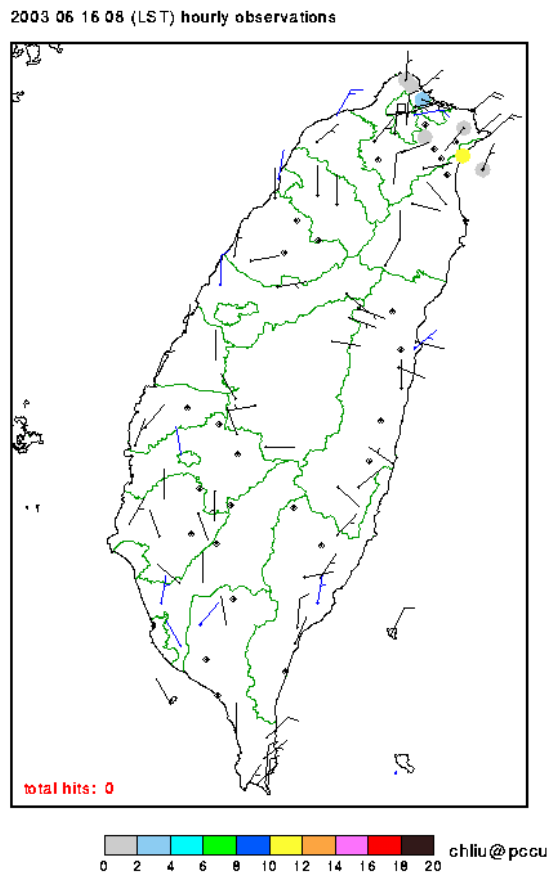 2003 06 16 08 (LST) hourly observations
total hits: 0
0 2 4 6 8 10 12 14 16 18 20
chliu@pccu